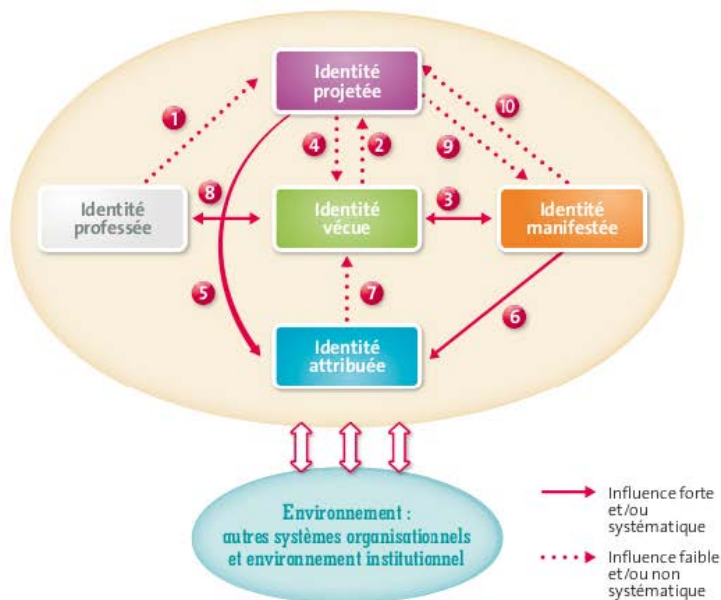 Identité
projetée
1
10
4
2
9
8
3
Identité
professée
Identité
vécue
Identité
manifestée
5
7
6
Identité
attribuée
Environnement :
autres systèmes organisationnels
et environnement institutionnel
Influence forte
et/ou
systématique
Influence faible
et/ou non
systématique